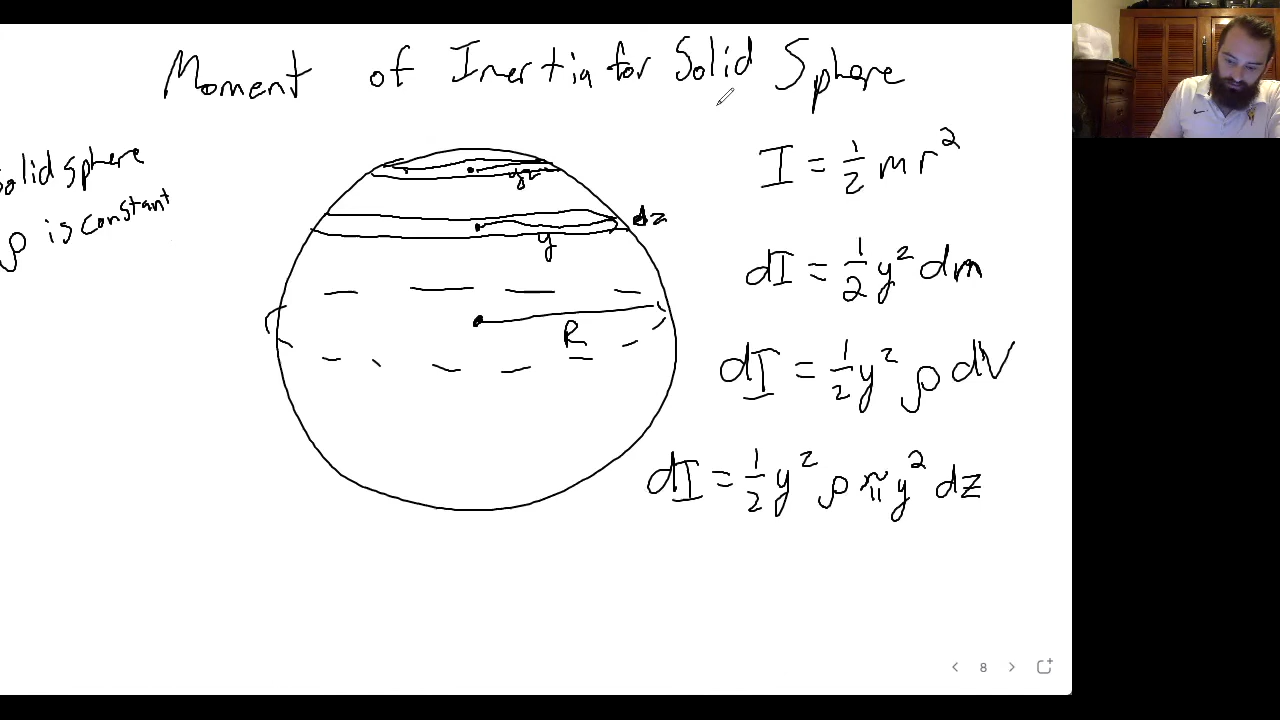 Moment of Inertia for Solid Sphere
solid sphere
ρ is constant
y
dz
R
I = 1/2 mr²
dI = 1/2 y² dm
dI = 1/2 y² ρ dV
dI = 1/2 y² ρ π y² dz
8